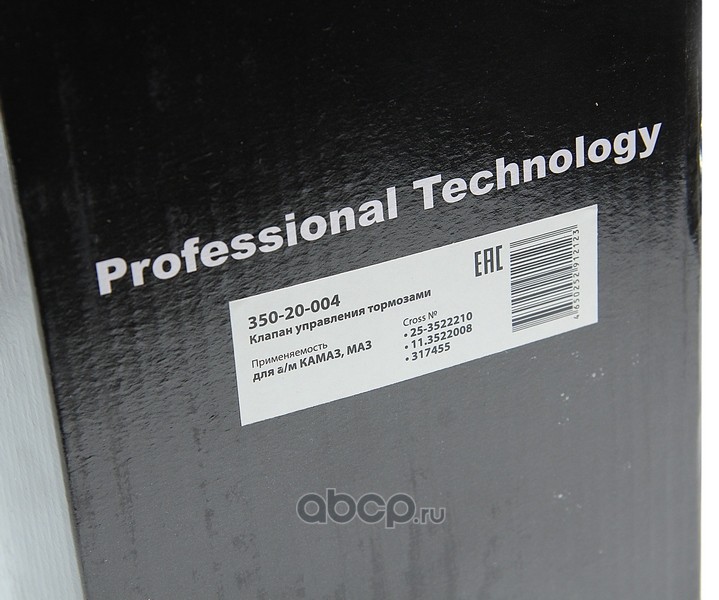 Professional Technology
350-20-004
Клапан управления тормозами
Применяемость
для а/м КАМАЗ, МАЗ
Cross №
• 25-3522210
• 11.3522008
• 317455
EAC
4650252912123
abcp.ru